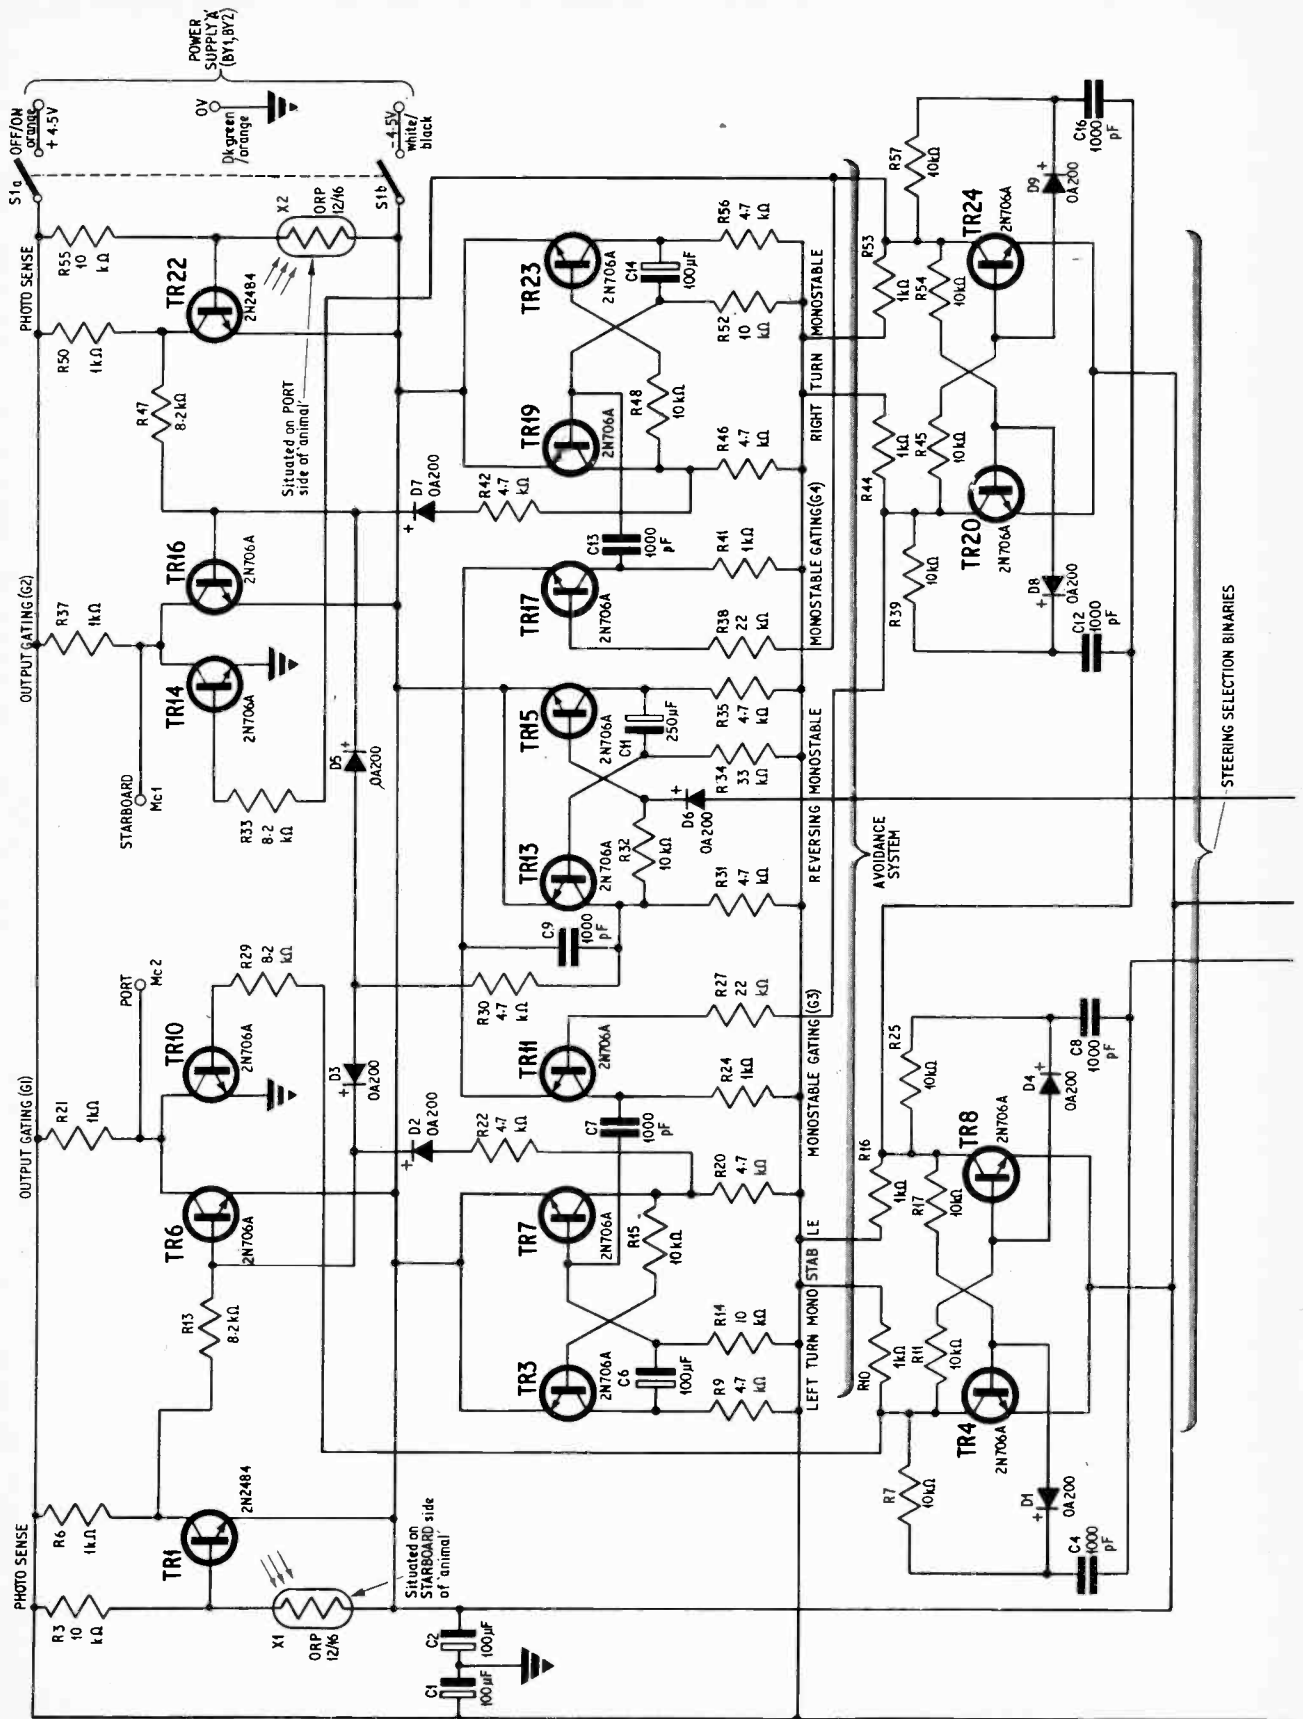 PHOTO SENSE
R3
10
kΩ
R6
1kΩ
TR1
2N2484
X1
ORP
12/16
Situated on
STARBOARD side
of 'animal'
C1
100µF
C2
100µF
OUTPUT GATING (G1)
R21
1kΩ
PORT
Mc2
R13
8.2kΩ
TR6
2N706A
TR10
2N706A
R29
8.2
kΩ
D3
OA200
D2
OA200
R22
4.7
kΩ
OUTPUT GATING (G2)
R37
1kΩ
STARBOARD
Mc1
R33
8.2
kΩ
TR14
2N706A
TR16
2N706A
D5
OA200
PHOTO SENSE
R50
1kΩ
R55
10
kΩ
R47
8.2kΩ
TR22
2N2484
X2
ORP
12/16
Situated on PORT
side of 'animal'
D7
OA200
R42
4.7
kΩ
S1a
OFF/ON
orange
+4.5V
0V
Dk green
/orange
S1b
-4.5V
white/
black
POWER
SUPPLY 'A'
(BY1,BY2)
TR3
2N706A
TR7
2N706A
R15
10kΩ
C6
100µF
R9
4.7
kΩ
R14
10
kΩ
R20
4.7
kΩ
C7
1000
pF
TR11
2N706A
R24
1kΩ
R27
22
kΩ
R30
4.7
kΩ
C9
1000
pF
TR13
2N706A
TR15
2N706A
R32
10kΩ
C11
250µF
R31
4.7
kΩ
R34
33
kΩ
R35
4.7
kΩ
D6
OA200
TR17
2N706A
R38
22
kΩ
R41
1kΩ
C13
1000
pF
TR19
2N706A
TR23
2N706A
R48
10kΩ
C14
100µF
R46
4.7
kΩ
R52
10
kΩ
R56
4.7
kΩ
LEFT TURN MONOSTABLE
MONOSTABLE GATING (G3)
REVERSING MONOSTABLE
MONOSTABLE GATING (G4)
RIGHT TURN MONOSTABLE
AVOIDANCE
SYSTEM
R7
10kΩ
R10
1kΩ
R11
10kΩ
R16
1kΩ
R17
10kΩ
R25
10kΩ
TR4
2N706A
TR8
2N706A
D1
OA200
C4
1000
pF
D4
OA200
C8
1000
pF
R39
10kΩ
R44
1kΩ
R45
10kΩ
R53
1kΩ
R54
10kΩ
R57
10kΩ
TR20
2N706A
TR24
2N706A
D8
OA200
C12
1000
pF
D9
OA200
C16
1000
pF
STEERING SELECTION BINARIES